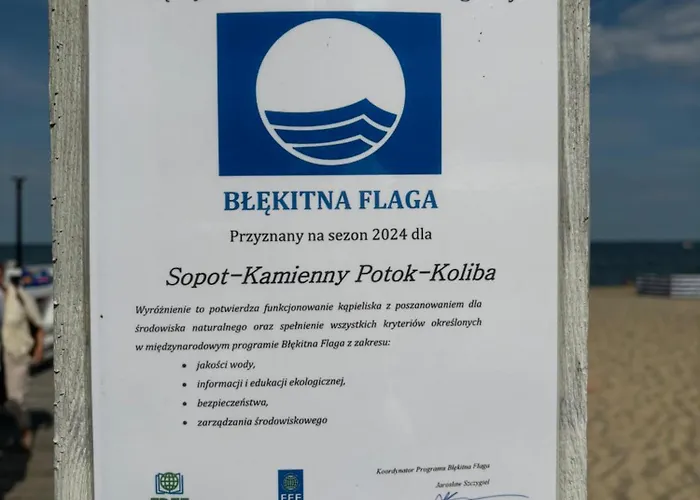 BŁĘKITNA FLAGA
Przyznany na sezon 2024 dla
Sopot-Kamienny Potok-Koliba
Wyróżnienie to potwierdza funkcjonowanie kąpieliska z poszanowaniem dla
środowiska naturalnego oraz spełnienie wszystkich kryteriów określonych
w międzynarodowym programie Błękitna Flaga z zakresu:
• jakości wody,
• informacji i edukacji ekologicznej,
• bezpieczeństwa,
• zarządzania środowiskowego
Koordynator Programu Błękitna Flaga
Jarosław Szczygieł
FEE